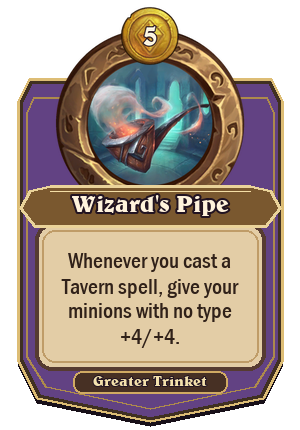 5
Wizard's Pipe
Whenever you cast a
Tavern spell, give your
minions with no type
+4/+4.
Greater Trinket